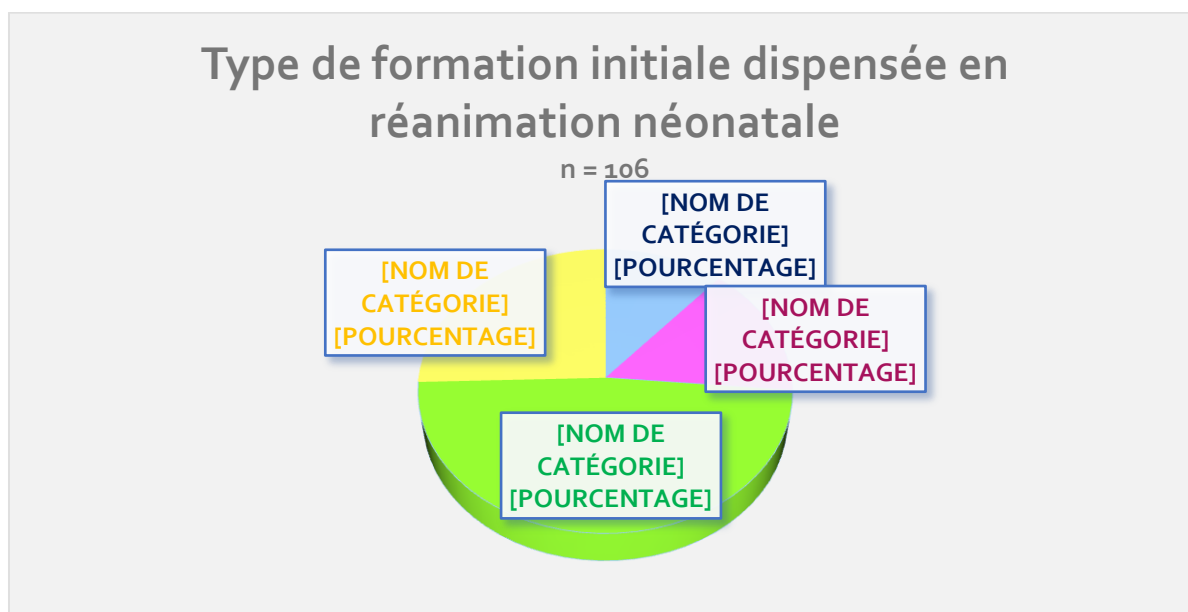 Type de formation initiale dispensée en
réanimation néonatale
n = 106
[NOM DE
CATÉGORIE]
[POURCENTAGE]
[NOM DE
CATÉGORIE]
[POURCENTAGE]
[NOM DE
CATÉGORIE]
[POURCENTAGE]
[NOM DE
CATÉGORIE]
[POURCENTAGE]